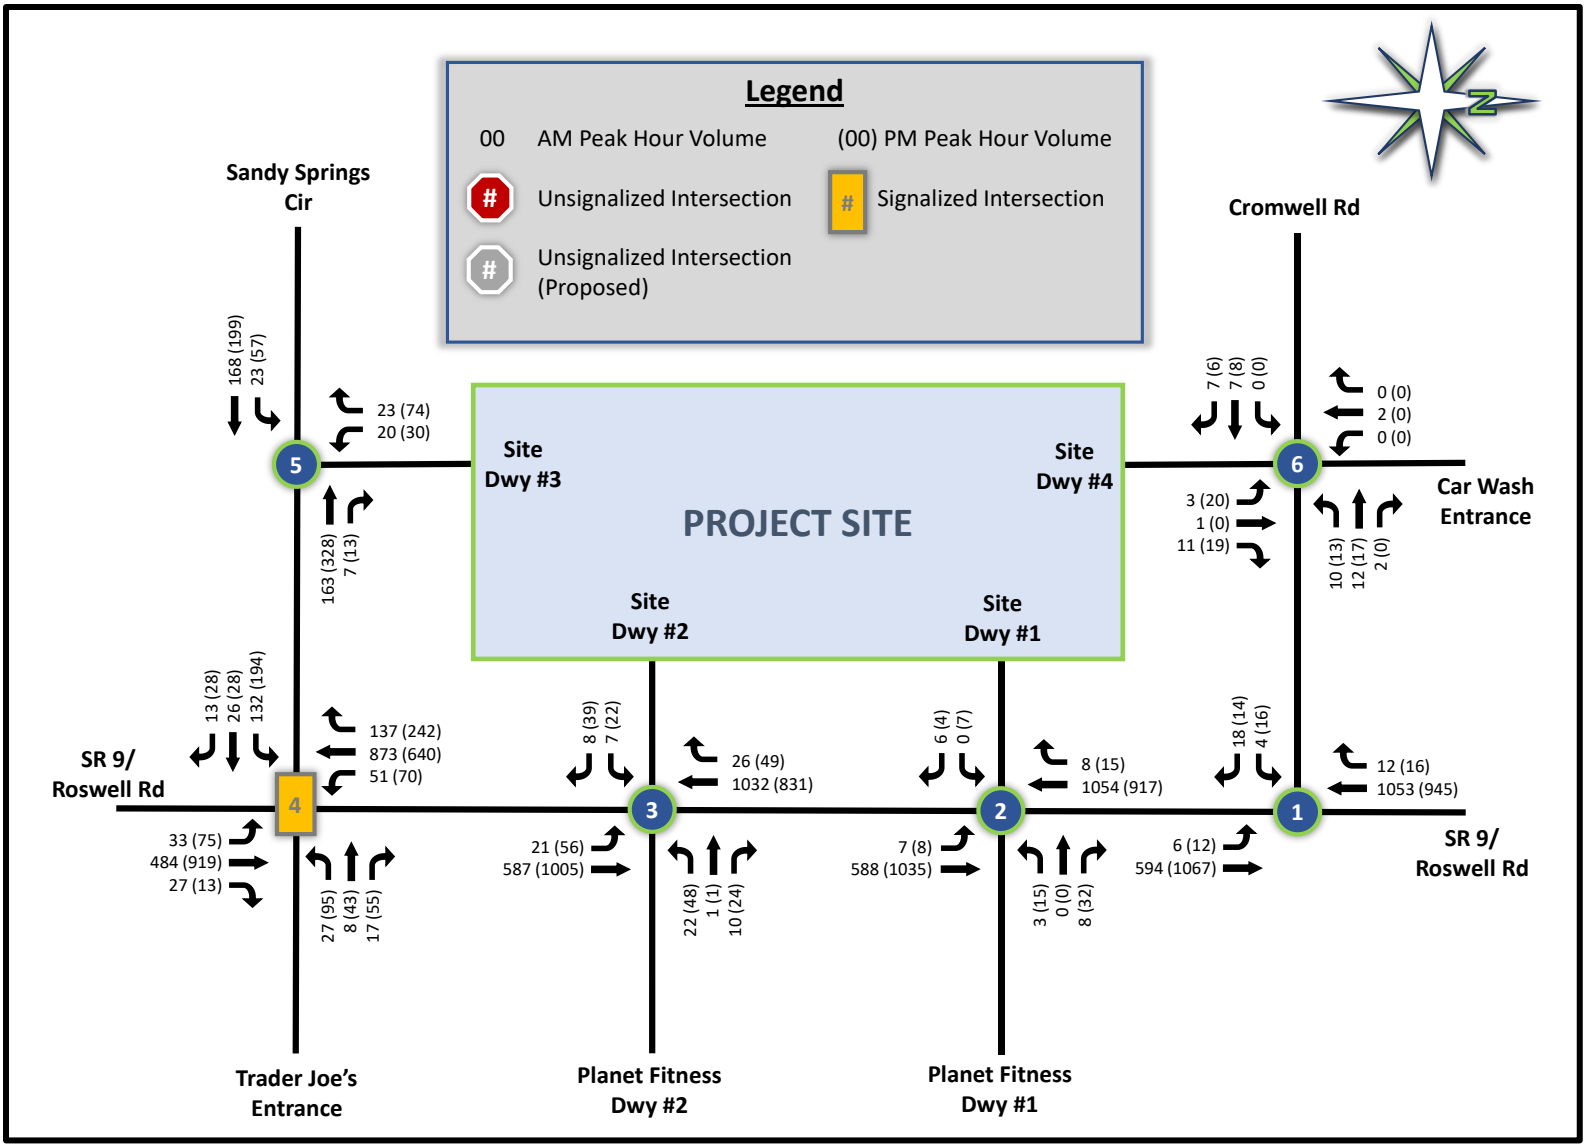 Legend
00 AM Peak Hour Volume (00) PM Peak Hour Volume
# Unsignalized Intersection # Signalized Intersection
# Unsignalized Intersection
(Proposed)
N
Sandy Springs
Cir
Cromwell Rd
168 (199)
23 (57)
23 (74)
20 (30)
5
163 (328)
7 (13)
Site
Dwy #3
Site
Dwy #4
PROJECT SITE
Site
Dwy #2
Site
Dwy #1
7 (6)
7 (8)
0 (0)
0 (0)
2 (0)
0 (0)
6
3 (20)
1 (0)
11 (19)
10 (13)
12 (17)
2 (0)
Car Wash
Entrance
13 (28)
26 (28)
132 (194)
137 (242)
873 (640)
51 (70)
SR 9/
Roswell Rd
4
33 (75)
484 (919)
27 (13)
27 (95)
8 (43)
17 (55)
8 (39)
7 (22)
26 (49)
1032 (831)
3
21 (56)
587 (1005)
22 (48)
1 (1)
10 (24)
6 (4)
0 (7)
8 (15)
1054 (917)
2
7 (8)
588 (1035)
3 (15)
0 (0)
8 (32)
18 (14)
4 (16)
12 (16)
1053 (945)
1
6 (12)
594 (1067)
SR 9/
Roswell Rd
Trader Joe’s
Entrance
Planet Fitness
Dwy #2
Planet Fitness
Dwy #1